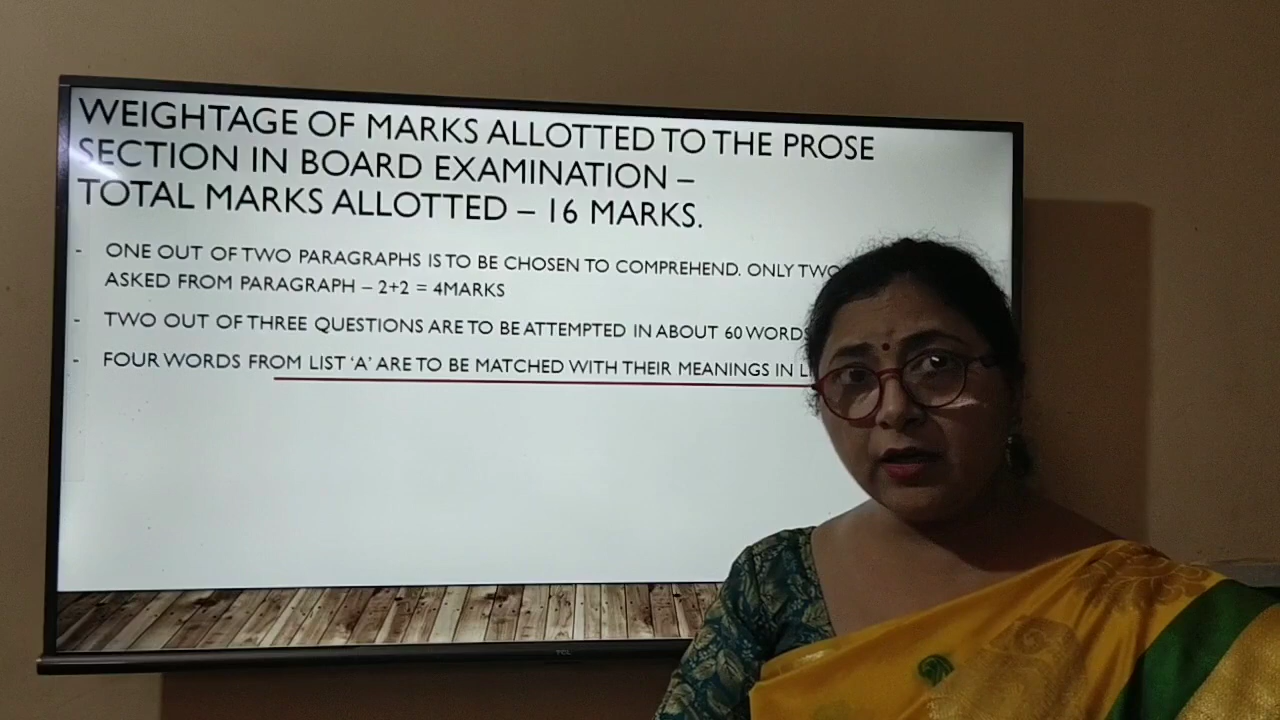 WEIGHTAGE OF MARKS ALLOTTED TO THE PROSE
SECTION IN BOARD EXAMINATION –
TOTAL MARKS ALLOTTED – 16 MARKS.
- ONE OUT OF TWO PARAGRAPHS IS TO BE CHOSEN TO COMPREHEND. ONLY TWO
ASKED FROM PARAGRAPH – 2+2 = 4MARKS
- TWO OUT OF THREE QUESTIONS ARE TO BE ATTEMPTED IN ABOUT 60 WORDS
- FOUR WORDS FROM LIST ‘A’ ARE TO BE MATCHED WITH THEIR MEANINGS IN
TCL